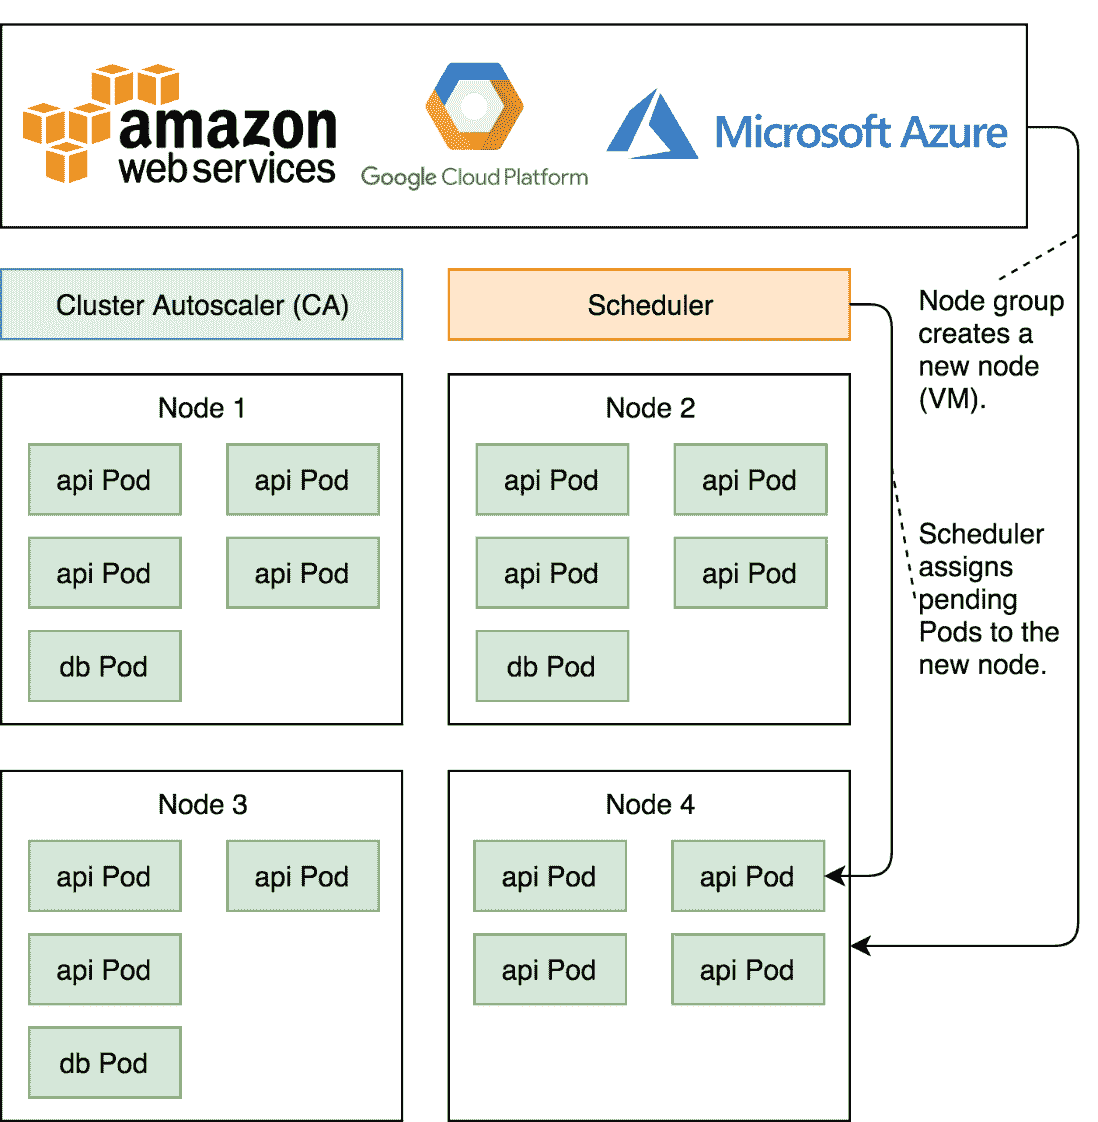 amazon
web services
Google Cloud Platform
Microsoft Azure
Cluster Autoscaler (CA)
Scheduler
Node group
creates a
new node
(VM).
Node 1
api Pod api Pod
api Pod api Pod
db Pod
Node 2
api Pod api Pod
api Pod api Pod
db Pod
Scheduler
assigns
pending
Pods to the
new node.
Node 3
api Pod api Pod
api Pod
db Pod
Node 4
api Pod api Pod
api Pod api Pod